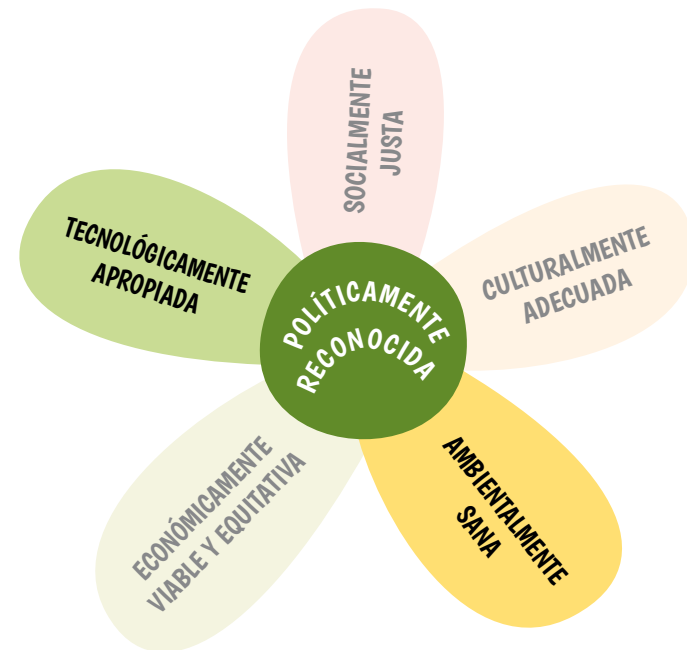 SOCIALMENTE
JUSTA
TECNOLÓGICAMENTE
APROPIADA
CULTURALMENTE
ADECUADA
POLÍTICAMENTE
RECONOCIDA
ECONÓMICAMENTE
VIABLE Y EQUITATIVA
AMBIENTALMENTE
SANA